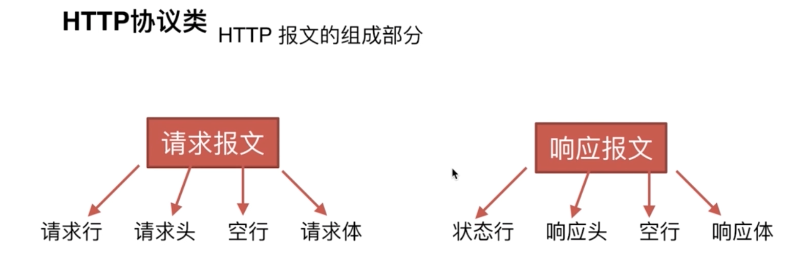 HTTP协议类
HTTP 报文的组成部分
请求报文
响应报文
请求行 请求头 空行 请求体
状态行 响应头 空行 响应体